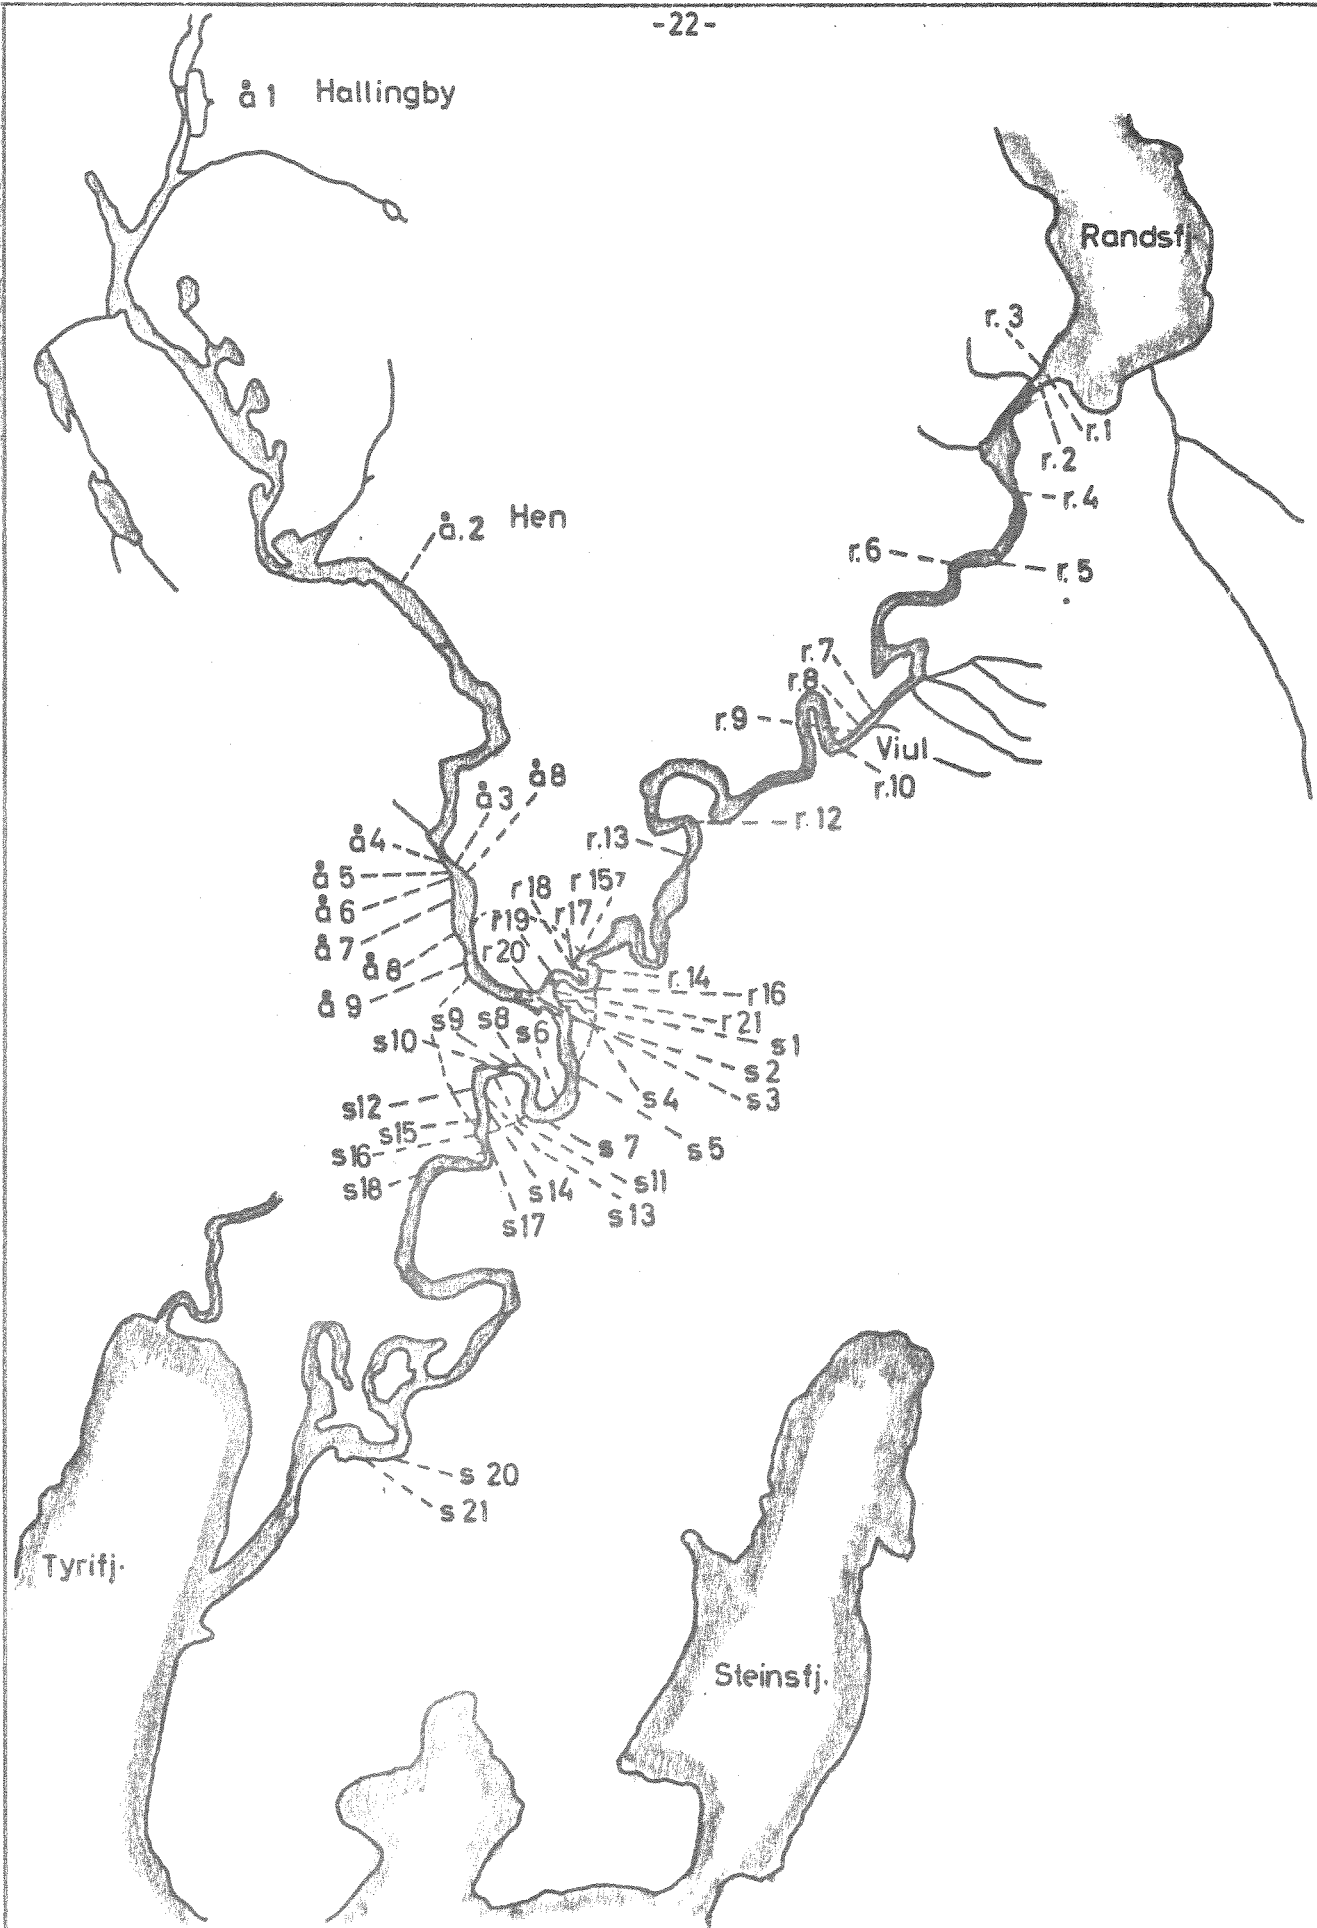 -22-
å 1 Hallingby
Randsfj.
r. 3
r. 1
r. 2
r. 4
å. 2 Hen
r. 6
r. 5
r. 7
r. 8
r. 9
Viul
r. 10
å 8
å 3
r. 12
å 4
r. 13
å 5
r 18
r 15
å 6
r 19
r 17
å 7
r 20
å 8
r. 14
r 16
å 9
s 9
s 8
r 21
s 10
s 6
s 1
s 2
s 4
s 3
s 12
s 15
s 7
s 5
s 16
s 11
s 18
s 14
s 13
s 17
s 20
s 21
Tyrifj.
Steinsfj.